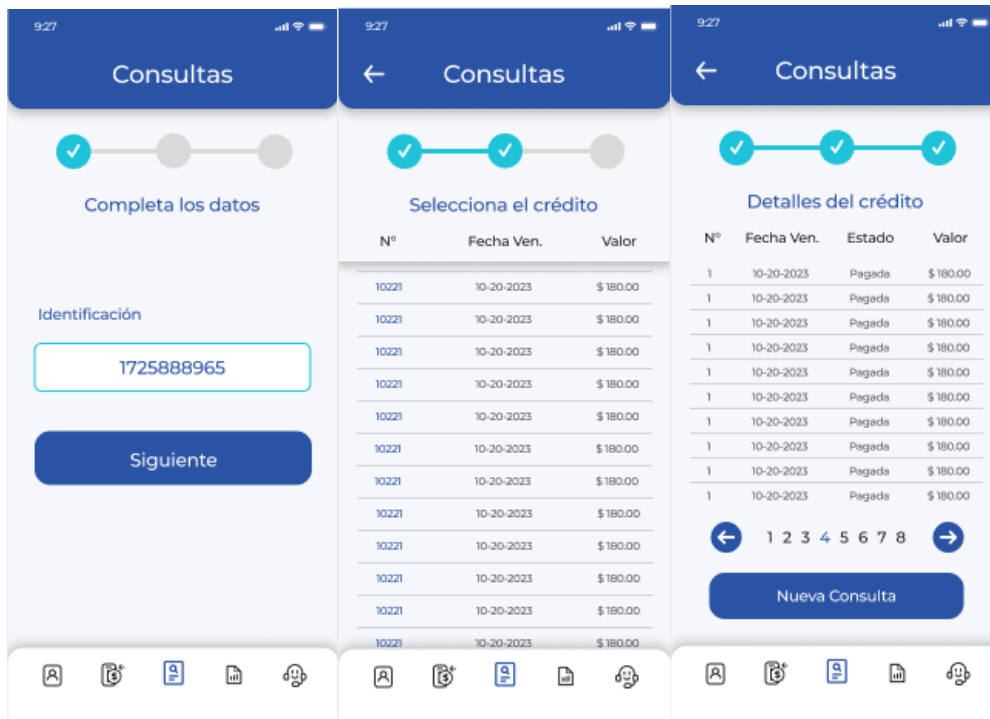 9:27
Consultas
Completa los datos
Identificación
1725888965
Siguiente
9:27
Consultas
Selecciona el crédito
N° Fecha Ven. Valor
10221 10-20-2023 $ 180.00
10221 10-20-2023 $ 180.00
10221 10-20-2023 $ 180.00
10221 10-20-2023 $ 180.00
10221 10-20-2023 $ 180.00
10221 10-20-2023 $ 180.00
10221 10-20-2023 $ 180.00
10221 10-20-2023 $ 180.00
10221 10-20-2023 $ 180.00
10221 10-20-2023 $ 180.00
10221 10-20-2023 $ 180.00
10221 10-20-2023 $ 180.00
9:27
Consultas
Detalles del crédito
N° Fecha Ven. Estado Valor
1 10-20-2023 Pagada $ 180.00
1 10-20-2023 Pagada $ 180.00
1 10-20-2023 Pagada $ 180.00
1 10-20-2023 Pagada $ 180.00
1 10-20-2023 Pagada $ 180.00
1 10-20-2023 Pagada $ 180.00
1 10-20-2023 Pagada $ 180.00
1 10-20-2023 Pagada $ 180.00
1 10-20-2023 Pagada $ 180.00
1 10-20-2023 Pagada $ 180.00
1 2 3 4 5 6 7 8
Nueva Consulta